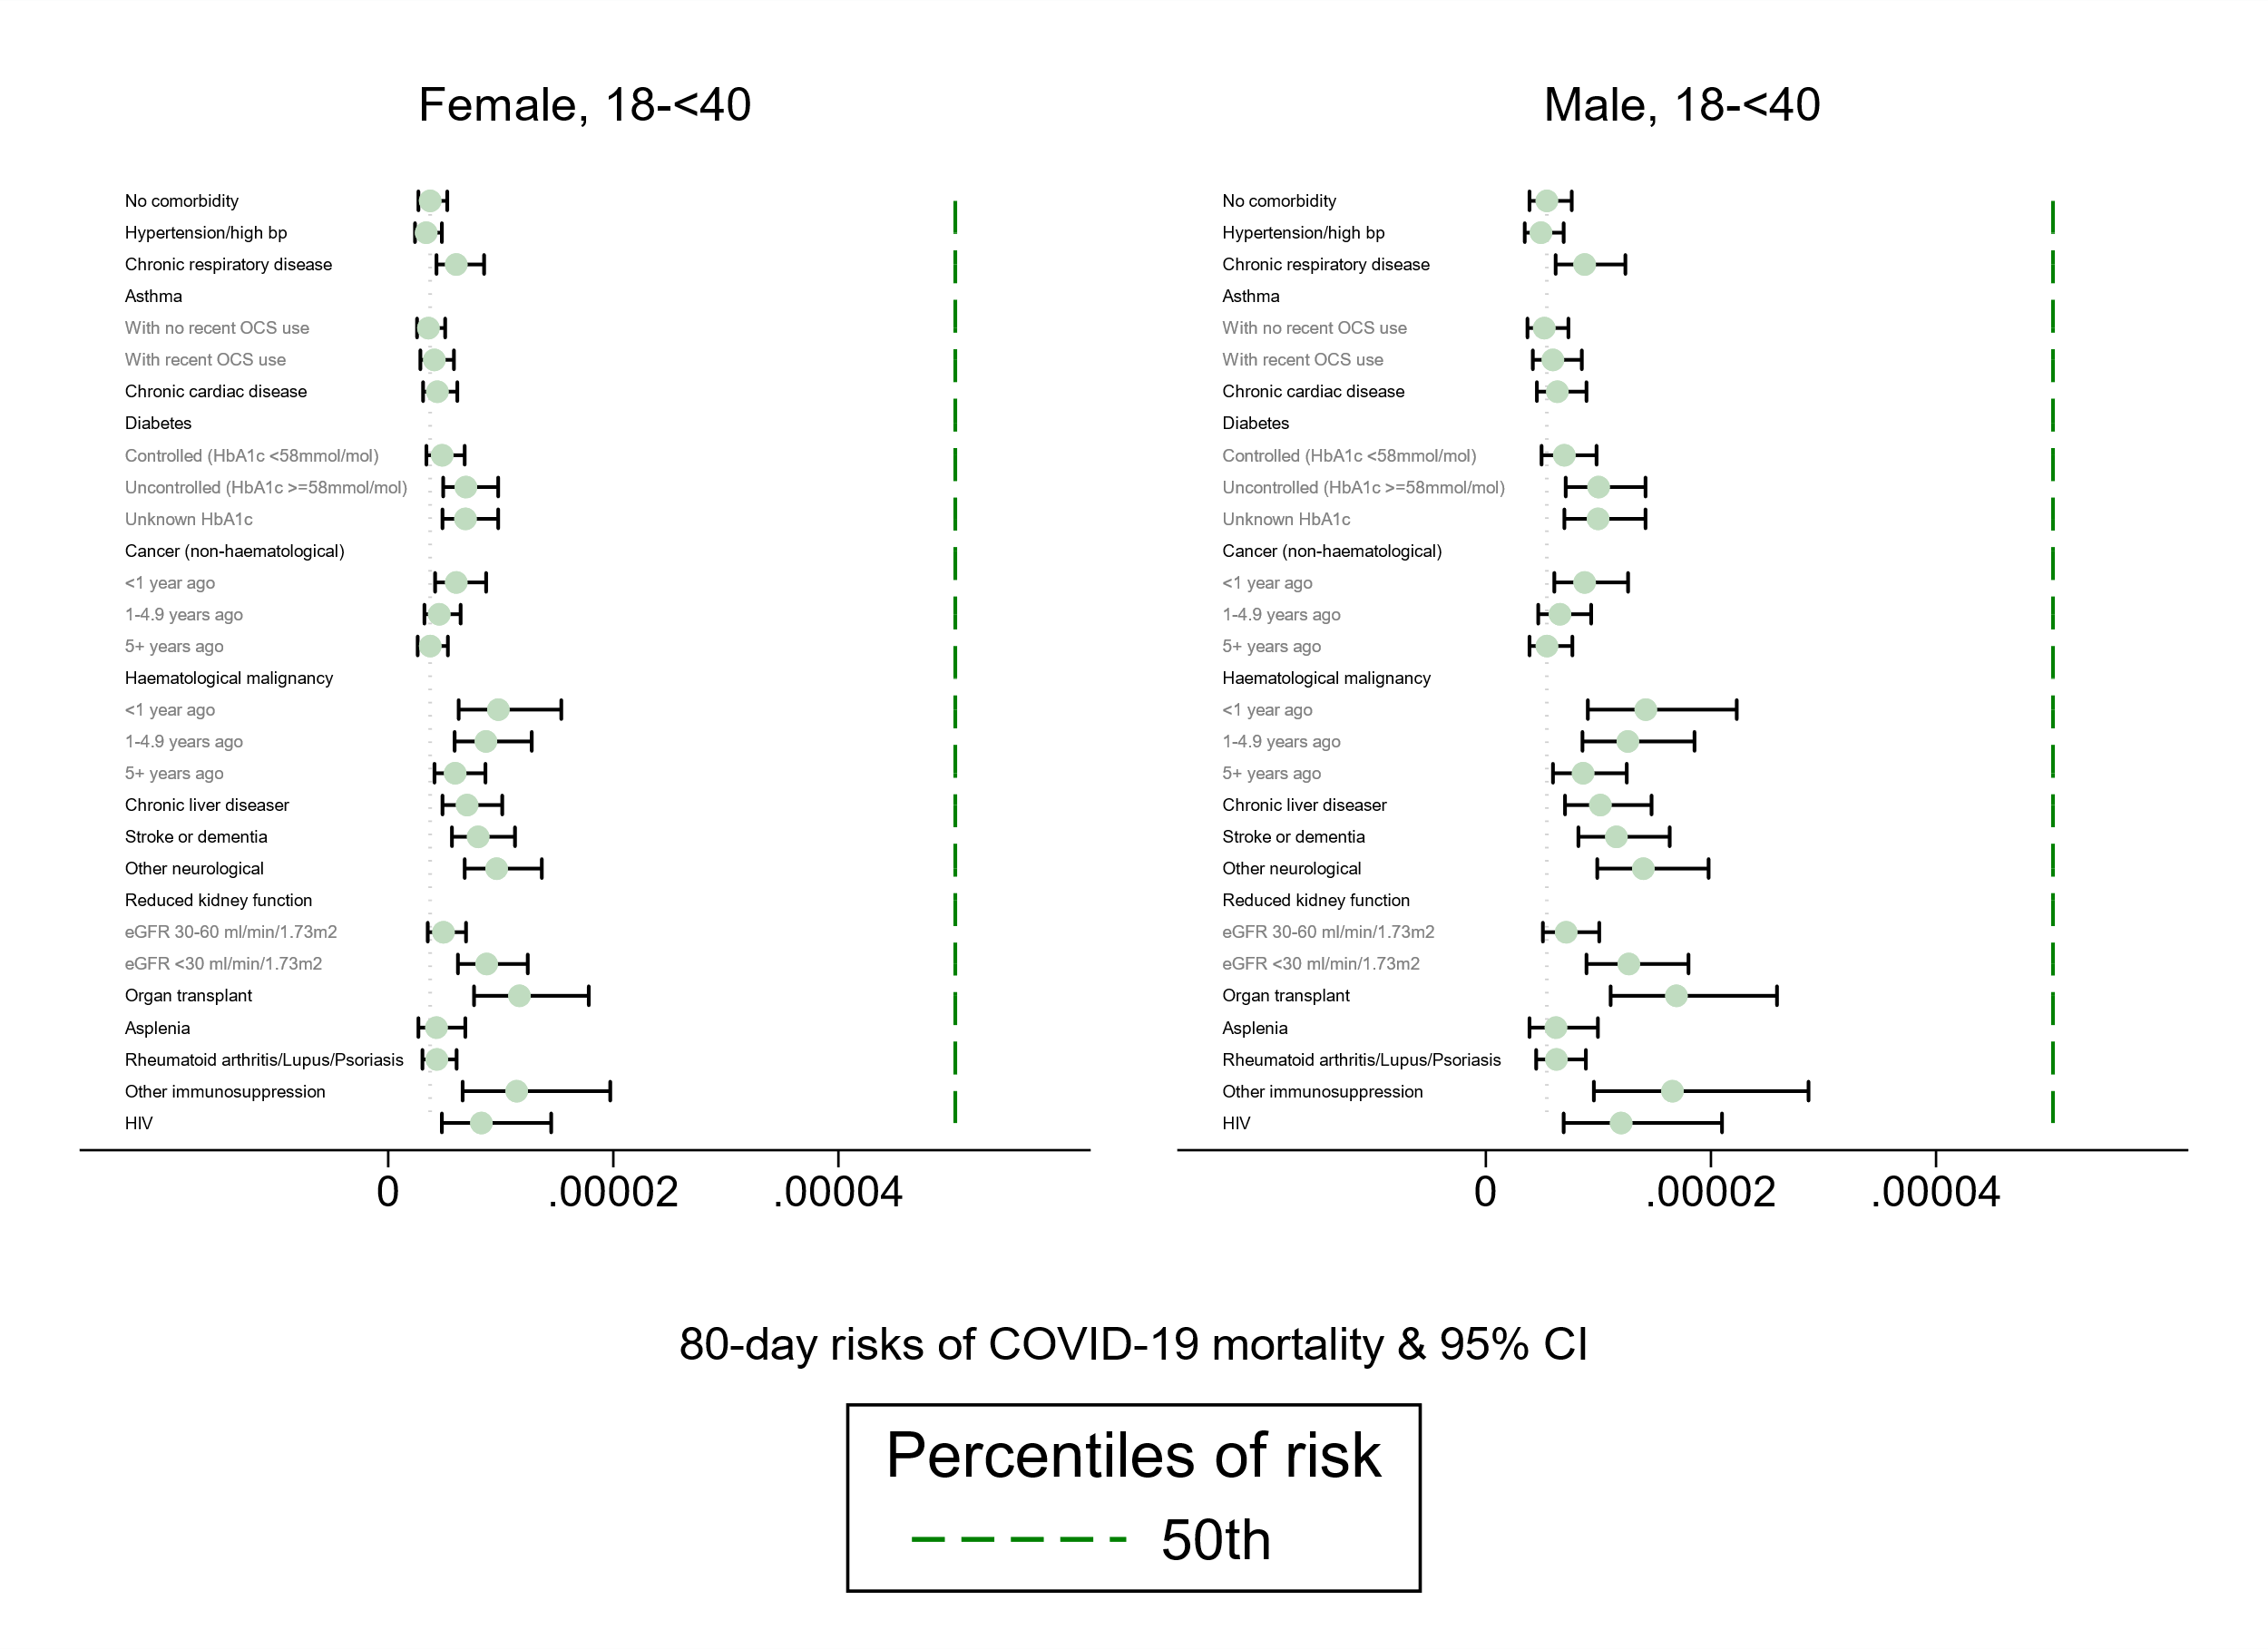 Female, 18-<40
No comorbidity
Hypertension/high bp
Chronic respiratory disease
Asthma
With no recent OCS use
With recent OCS use
Chronic cardiac disease
Diabetes
Controlled (HbA1c <58mmol/mol)
Uncontrolled (HbA1c >=58mmol/mol)
Unknown HbA1c
Cancer (non-haematological)
<1 year ago
1-4.9 years ago
5+ years ago
Haematological malignancy
<1 year ago
1-4.9 years ago
5+ years ago
Chronic liver diseaser
Stroke or dementia
Other neurological
Reduced kidney function
eGFR 30-60 ml/min/1.73m2
eGFR <30 ml/min/1.73m2
Organ transplant
Asplenia
Rheumatoid arthritis/Lupus/Psoriasis
Other immunosuppression
HIV
0 .00002 .00004
Male, 18-<40
No comorbidity
Hypertension/high bp
Chronic respiratory disease
Asthma
With no recent OCS use
With recent OCS use
Chronic cardiac disease
Diabetes
Controlled (HbA1c <58mmol/mol)
Uncontrolled (HbA1c >=58mmol/mol)
Unknown HbA1c
Cancer (non-haematological)
<1 year ago
1-4.9 years ago
5+ years ago
Haematological malignancy
<1 year ago
1-4.9 years ago
5+ years ago
Chronic liver diseaser
Stroke or dementia
Other neurological
Reduced kidney function
eGFR 30-60 ml/min/1.73m2
eGFR <30 ml/min/1.73m2
Organ transplant
Asplenia
Rheumatoid arthritis/Lupus/Psoriasis
Other immunosuppression
HIV
0 .00002 .00004
80-day risks of COVID-19 mortality & 95% CI
Percentiles of risk
50th